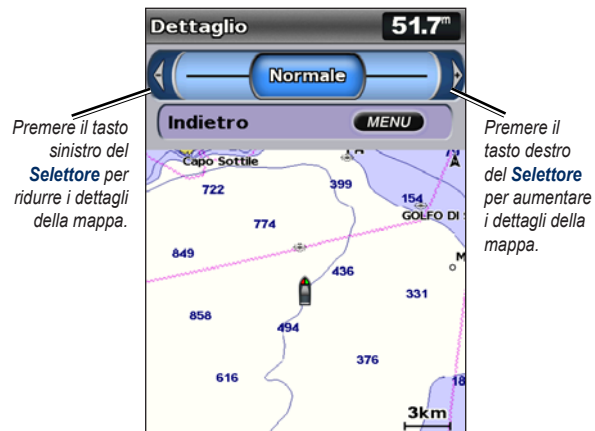 Dettaglio
51.7m
Normale
Indietro
MENU
Premere il tasto
sinistro del
Selettore per
ridurre i dettagli
della mappa.
Premere il
tasto destro
del Selettore
per aumentare
i dettagli della
mappa.
Capo Sottile
722
399
154
GOLFO DI
774
849
436
331
858
494
376
616
18
3km